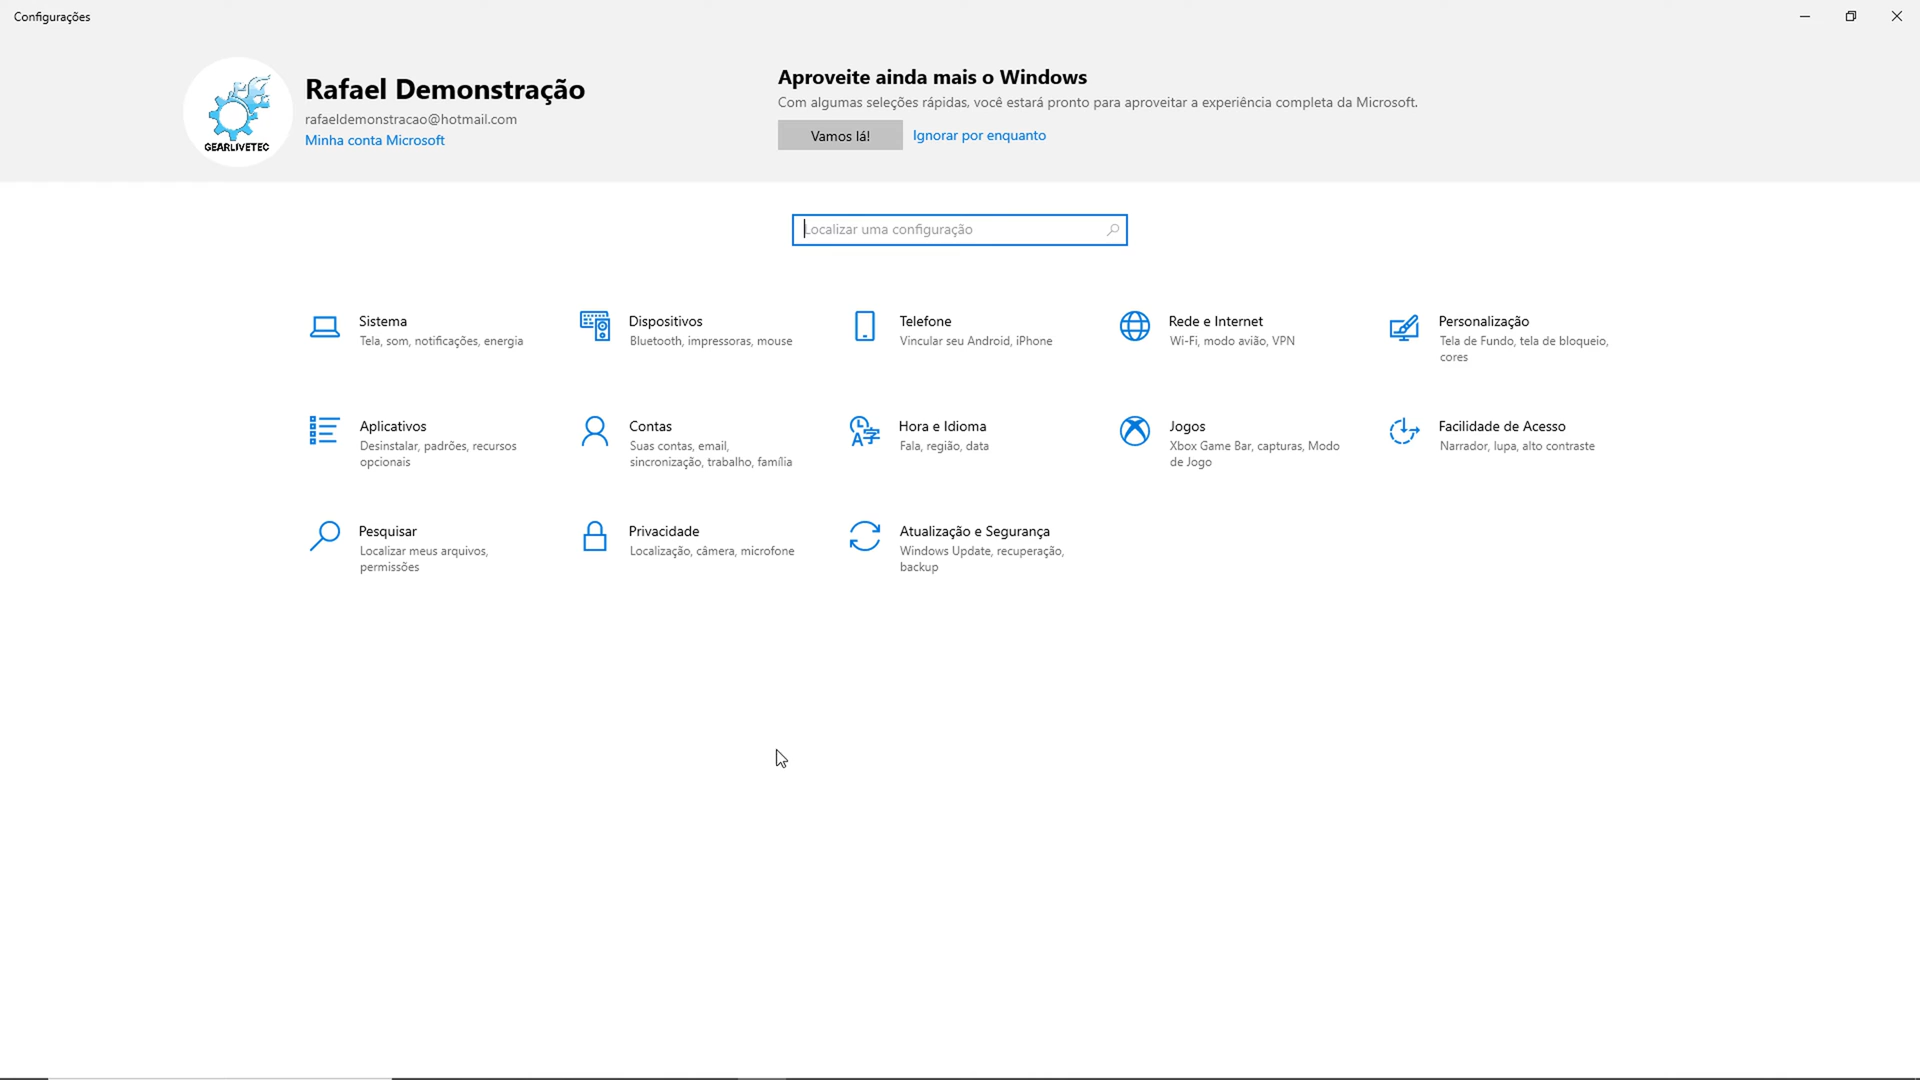 Configurações
GEARLIVETEC
Rafael Demonstração
rafaeldemonstracao@hotmail.com
Minha conta Microsoft
Aproveite ainda mais o Windows
Com algumas seleções rápidas, você estará pronto para aproveitar a experiência completa da Microsoft.
Vamos lá!
Ignorar por enquanto
Localizar uma configuração
Sistema
Tela, som, notificações, energia
Dispositivos
Bluetooth, impressoras, mouse
Telefone
Vincular seu Android, iPhone
Rede e Internet
Wi-Fi, modo avião, VPN
Personalização
Tela de Fundo, tela de bloqueio,
cores
Aplicativos
Desinstalar, padrões, recursos
opcionais
Contas
Suas contas, email,
sincronização, trabalho, família
Hora e Idioma
Fala, região, data
Jogos
Xbox Game Bar, capturas, Modo
de Jogo
Facilidade de Acesso
Narrador, lupa, alto contraste
Pesquisar
Localizar meus arquivos,
permissões
Privacidade
Localização, câmera, microfone
Atualização e Segurança
Windows Update, recuperação,
backup